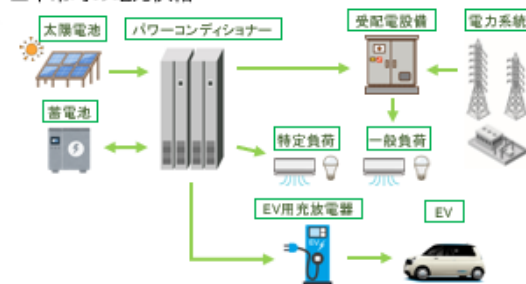 太陽電池
パワーコンディショナー
受配電設備
電力系統
蓄電池
特定負荷
一般負荷
EV用充放電器
EV
EV